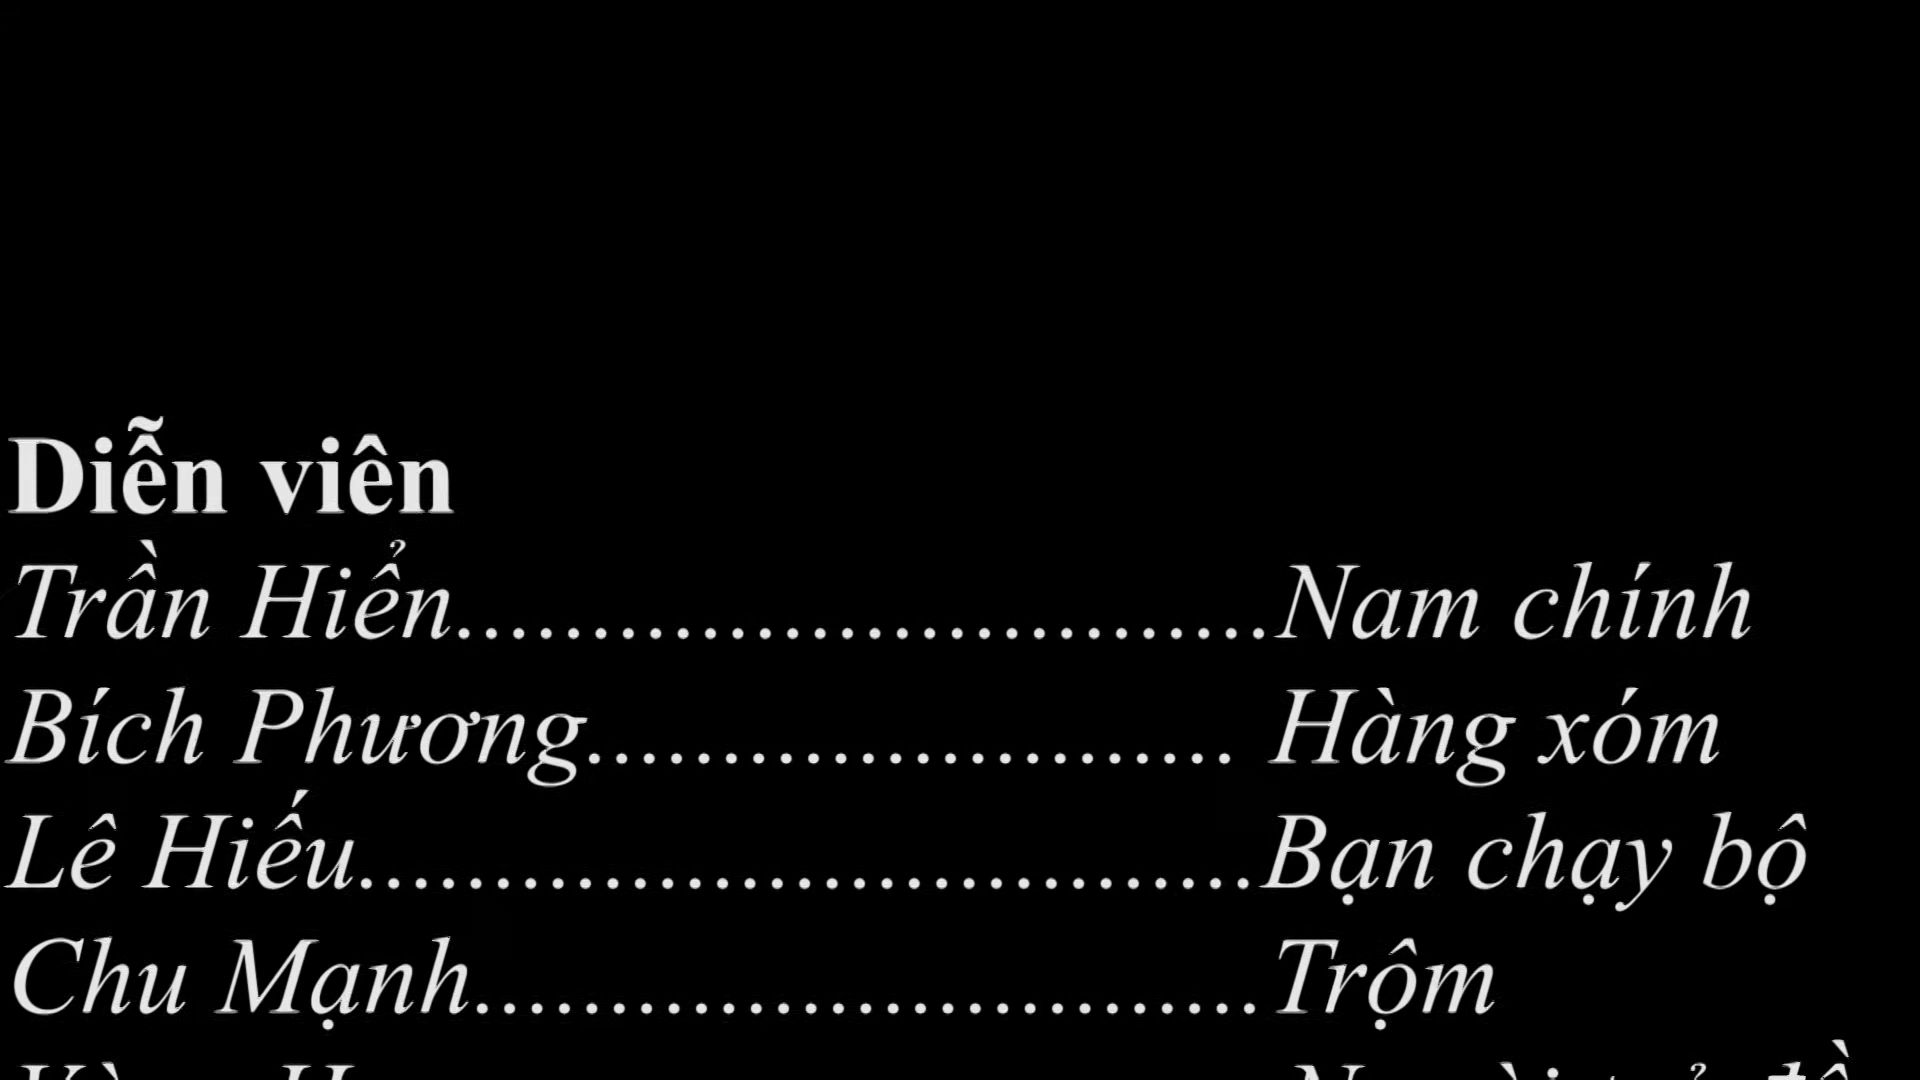 Diễn viên
Trần Hiển..............................Nam chính
Bích Phương........................ Hàng xóm
Lê Hiếu.................................Bạn chạy bộ
Chu Mạnh.............................Trộm